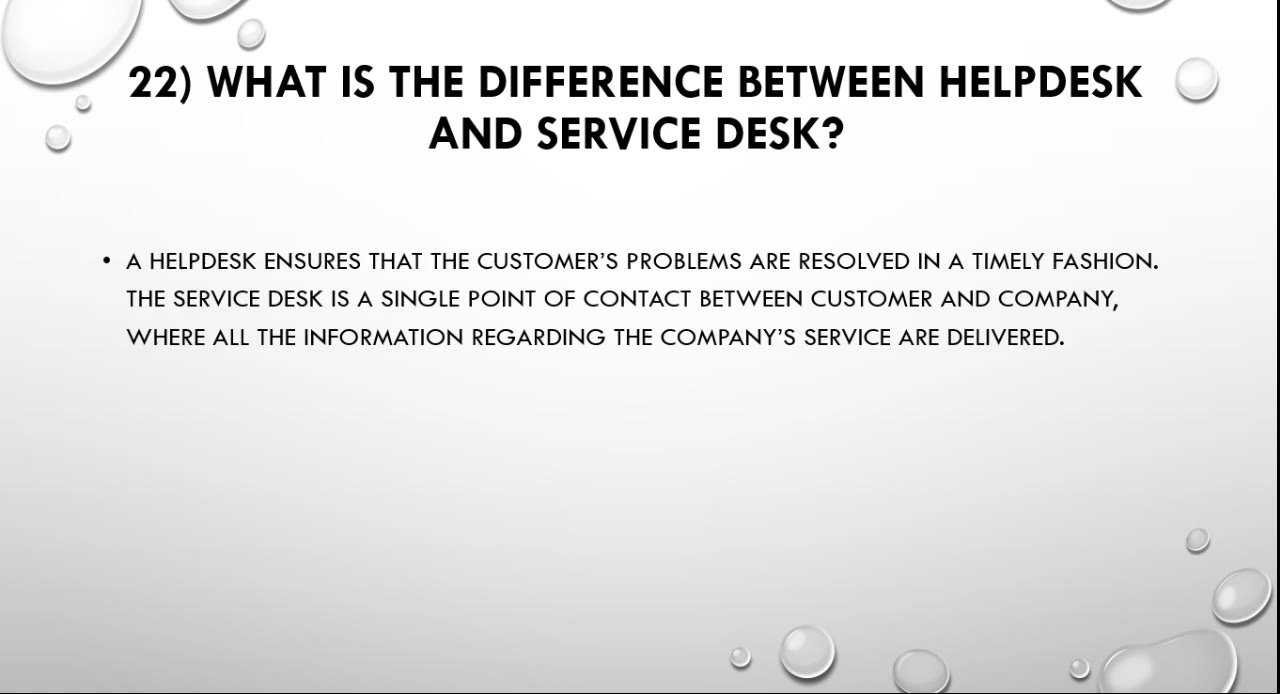 22) WHAT IS THE DIFFERENCE BETWEEN HELPDESK
AND SERVICE DESK?
• A HELPDESK ENSURES THAT THE CUSTOMER’S PROBLEMS ARE RESOLVED IN A TIMELY FASHION.
THE SERVICE DESK IS A SINGLE POINT OF CONTACT BETWEEN CUSTOMER AND COMPANY,
WHERE ALL THE INFORMATION REGARDING THE COMPANY’S SERVICE ARE DELIVERED.